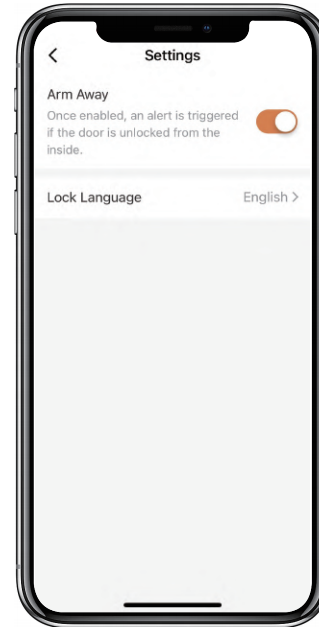 Settings
Arm Away
Once enabled, an alert is triggered
if the door is unlocked from the
inside.
Lock Language English >